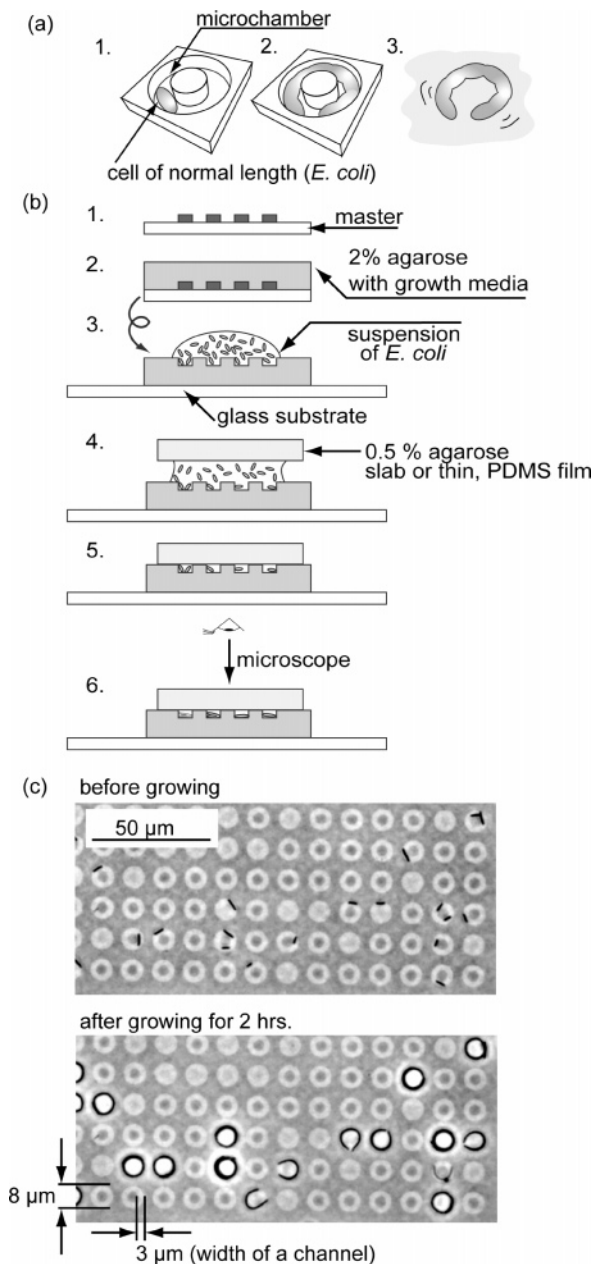 (a)
microchamber
1.
2.
3.
cell of normal length (E. coli)
(b)
1.
master
2.
2% agarose
with growth media
3.
suspension
of E. coli
glass substrate
4.
0.5 % agarose
slab or thin, PDMS film
5.
microscope
6.
(c)
before growing
50 µm
after growing for 2 hrs.
8 µm
3 µm (width of a channel)